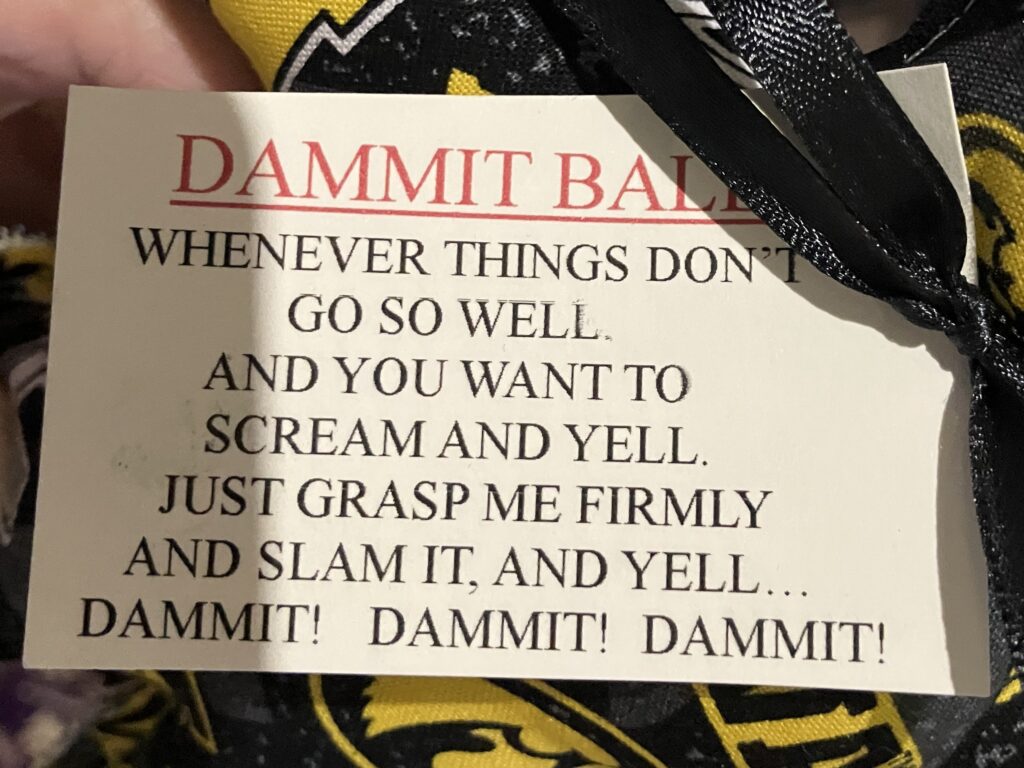 DAMMIT BALL
WHENEVER THINGS DON'T
GO SO WELL.
AND YOU WANT TO
SCREAM AND YELL.
JUST GRASP ME FIRMLY
AND SLAM IT, AND YELL...
DAMMIT! DAMMIT! DAMMIT!